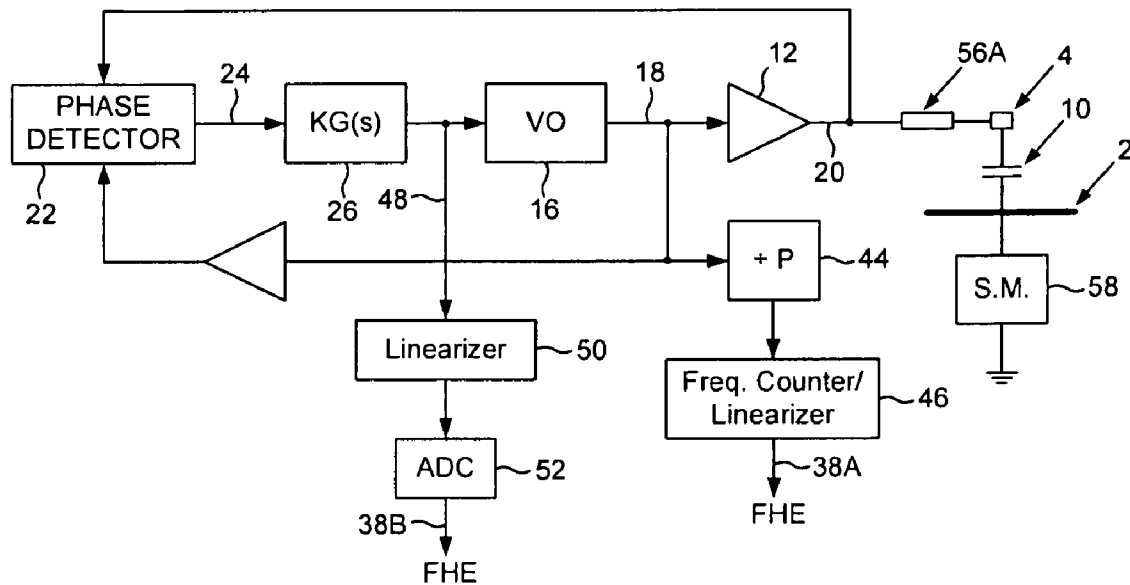 56A
4
12
18
24
10
PHASE
DETECTOR
KG(s)
VO
2
20
22
26
48
16
÷ P
44
S.M.
58
Linearizer
50
Freq. Counter/
Linearizer
46
ADC
52
38A
38B
FHE
FHE